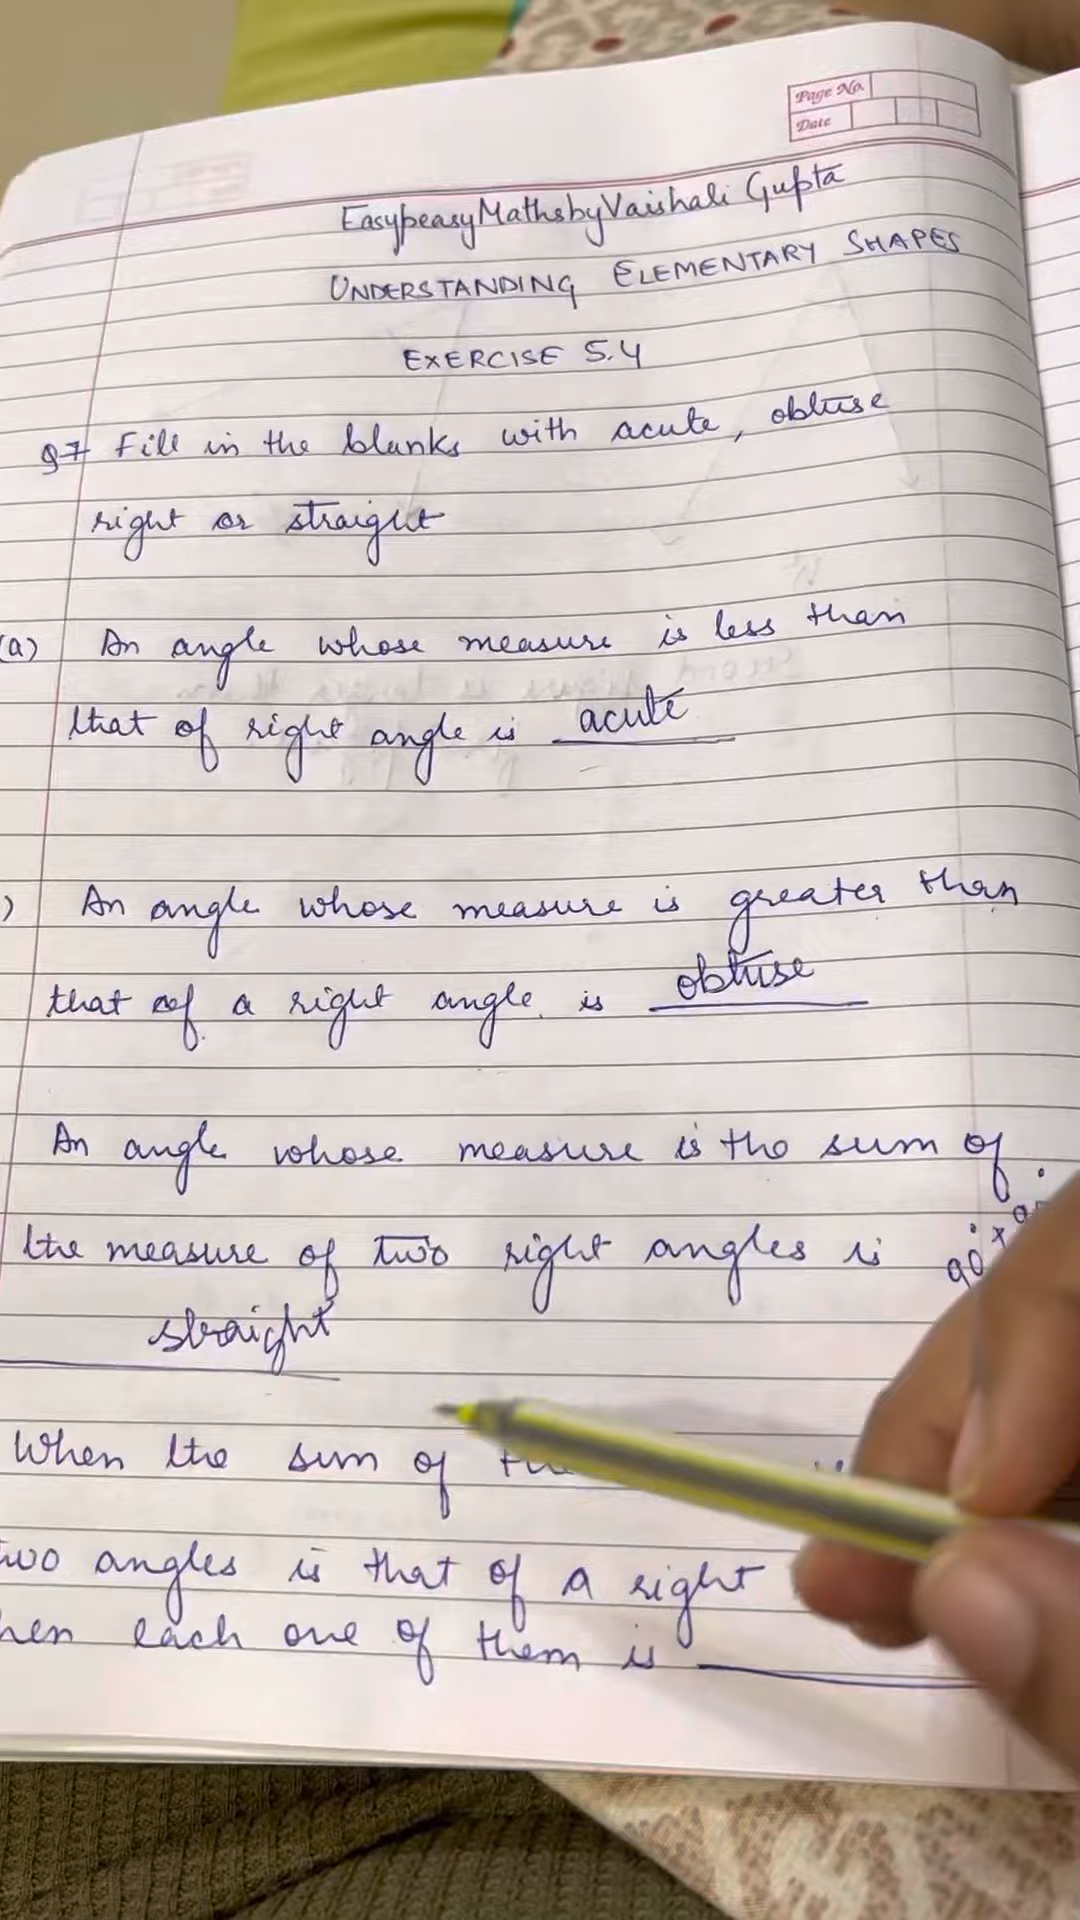 Page No.
Date
EasypeasyMathsbyVaishali Gupta
UNDERSTANDING ELEMENTARY SHAPES
EXERCISE 5.4
Q7 Fill in the blanks with acute, obtuse
right or straight
(a) An angle whose measure is less than
that of right angle is acute
) An angle whose measure is greater than
that of a right angle is obtuse
An angle whose measure is the sum of
the measure of two right angles is 90°+
straight
When the sum of
two angles is that of a right
then each one of them is